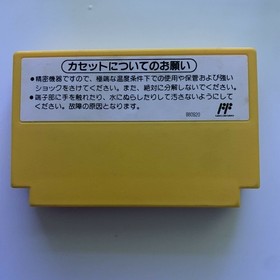 カセットについてのお願い
●精密機器ですので、極端な温度条件下での使用や保管および強い
ショックをさけてください。また、絶対に分解しないでください。
●端子部に手を触れたり、水にぬらしたりして汚さないようにして
ください。故障の原因となります。